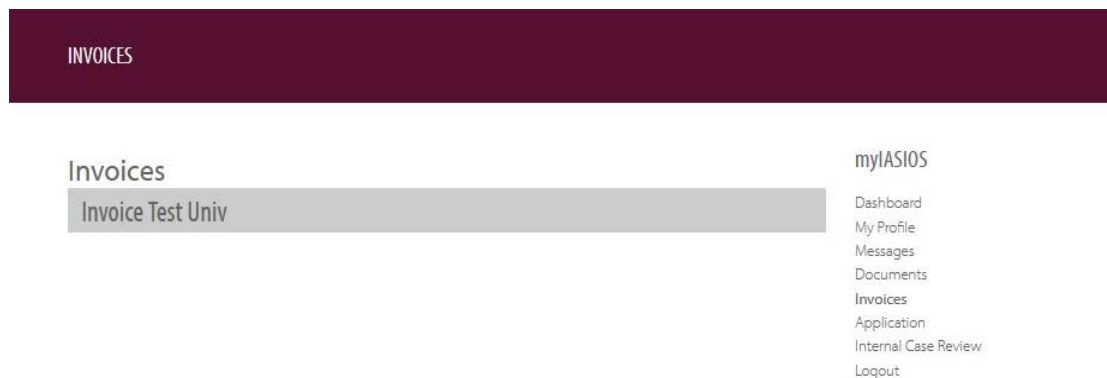 INVOICES
Invoices
Invoice Test Univ
myIASIOS
Dashboard
My Profile
Messages
Documents
Invoices
Application
Internal Case Review
Logout